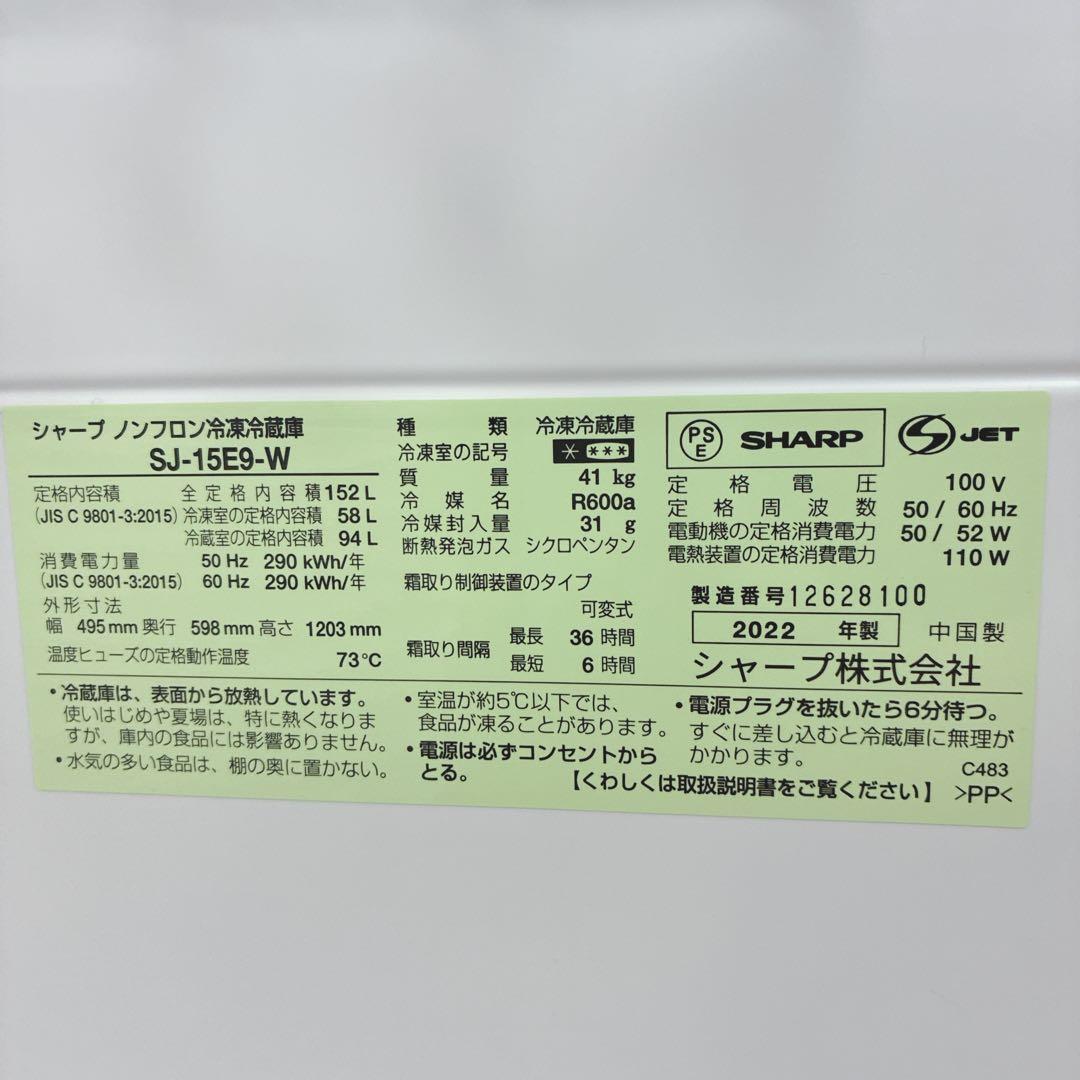 シャープ ノンフロン冷凍冷蔵庫
SJ-15E9-W
定格内容積 全定格内容積 152 L
(JIS C 9801-3:2015) 冷凍室の定格内容積 58 L
冷蔵室の定格内容積 94 L
消費電力量 50 Hz 290 kWh/年
(JIS C 9801-3:2015) 60 Hz 290 kWh/年
外形寸法
幅 495 mm 奥行 598 mm 高さ 1203 mm
温度ヒューズの定格動作温度 73℃
種類 冷凍冷蔵庫
冷凍室の記号 * ***
質量 41 kg
冷媒名 R600a
冷媒封入量 31 g
断熱発泡ガス シクロペンタン
霜取り制御装置のタイプ
可変式
霜取り間隔 最長 36 時間
最短 6 時間
PSE SHARP JET
定格電圧 100 V
定格周波数 50 / 60 Hz
電動機の定格消費電力 50 / 52 W
電熱装置の定格消費電力 110 W
製造番号 12628100
2022 年製 中国製
シャープ株式会社
・冷蔵庫は、表面から放熱しています。
使いはじめや夏場は、特に熱くなりま
すが、庫内の食品には影響ありません。
・水気の多い食品は、棚の奥に置かない。
・室温が約5℃以下では、
食品が凍ることがあります。
・電源は必ずコンセントから
とる。
・電源プラグを抜いたら6分待つ。
すぐに差し込むと冷蔵庫に無理が
かかります。
C483
【くわしくは取扱説明書をご覧ください】 >PP<